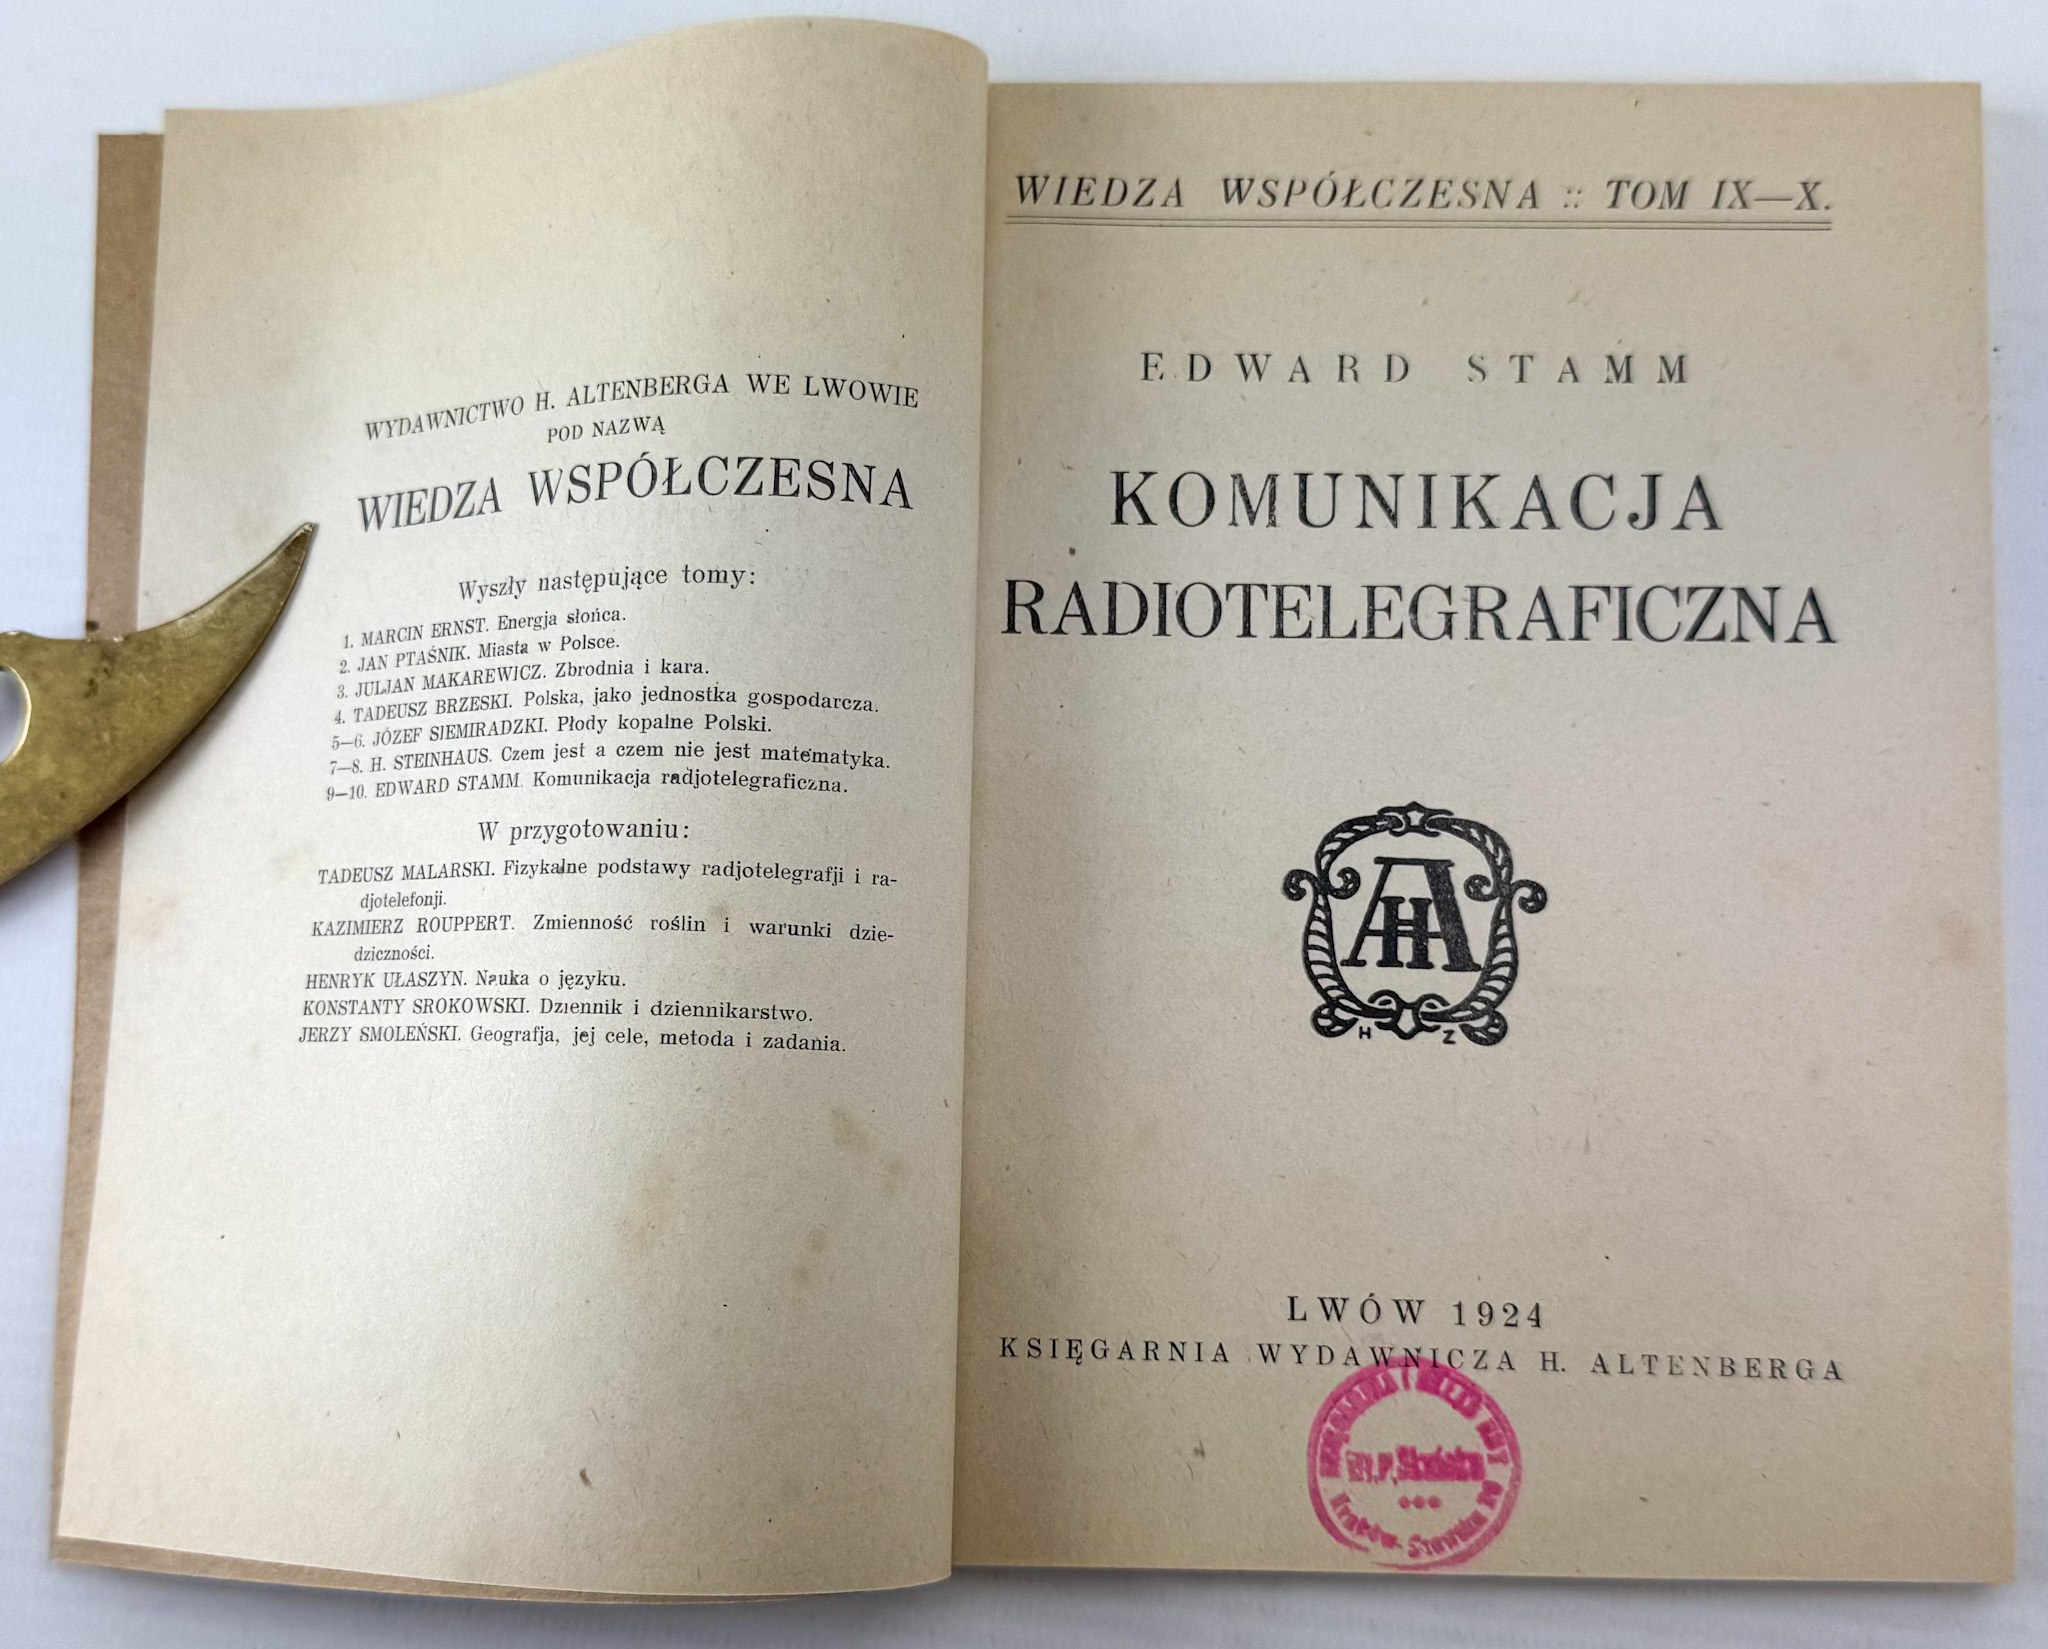 WYDAWNICTWO H. ALTENBERGA WE LWOWIE
POD NAZWĄ
WIEDZA WSPÓŁCZESNA
Wyszły następujące tomy:
1. MARCIN ERNST. Energja słońca.
2. JAN PTAŚNIK. Miasta w Polsce.
3. JULJAN MAKAREWICZ. Zbrodnia i kara.
4. TADEUSZ BRZESKI. Polska, jako jednostka gospodarcza.
5—6. JÓZEF SIEMIRADZKI. Płody kopalne Polski.
7—8. H. STEINHAUS. Czem jest a czem nie jest matematyka.
9—10. EDWARD STAMM. Komunikacja radjotelegraficzna.
W przygotowaniu:
TADEUSZ MALARSKI. Fizykalne podstawy radjotelegrafji i ra-
djotelefonji.
KAZIMIERZ ROUPPERT. Zmienność roślin i warunki dzie-
dziczności.
HENRYK UŁASZYN. Nauka o języku.
KONSTANTY SROKOWSKI. Dziennik i dziennikarstwo.
JERZY SMOLEŃSKI. Geografja, jej cele, metoda i zadania.
WIEDZA WSPÓŁCZESNA :: TOM IX—X.
EDWARD STAMM
KOMUNIKACJA
RADIOTELEGRAFICZNA
AH
H Z
LWÓW 1924
KSIĘGARNIA WYDAWNICZA H. ALTENBERGA
Kraków